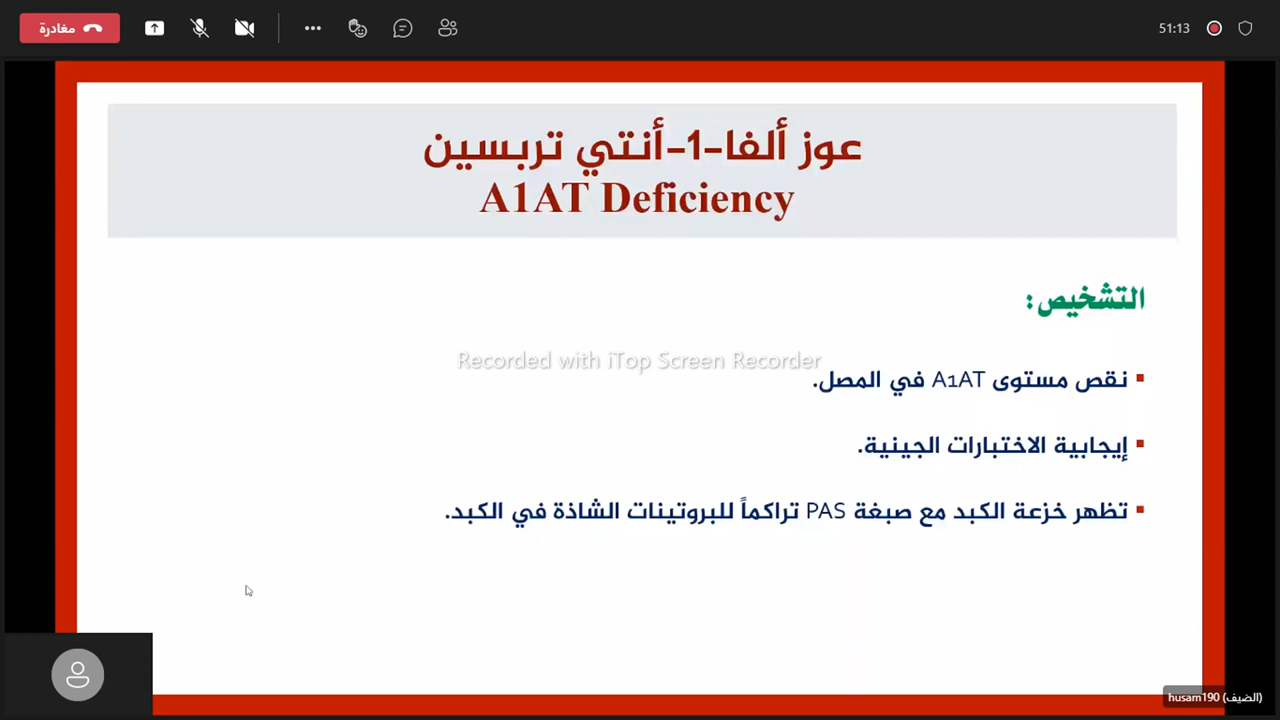 مغادرة
51:13
عوز ألفا-1-أنتي تربسين
A1AT Deficiency
التشخيص:
Recorded with iTop Screen Recorder
نقص مستوى A1AT في المصل.
إيجابية الاختبارات الجينية.
تظهر خزعة الكبد مع صبغة PAS تراكماً للبروتينات الشاذة في الكبد.
husam190 (الضيف)